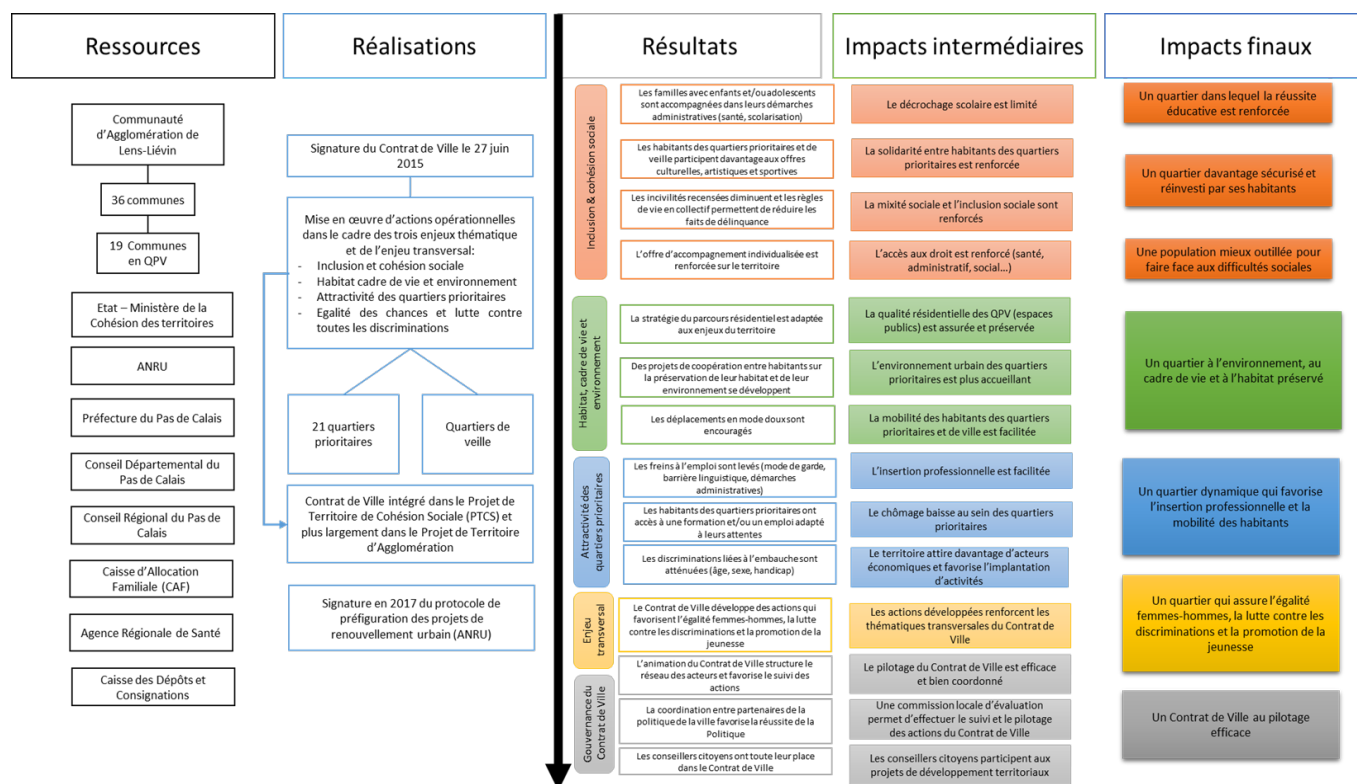 Ressources
Réalisations
Résultats
Impacts intermédiaires
Impacts finaux
Communauté
d'Agglomération de
Lens-Liévin
36 communes
19 Communes
en QPV
Etat – Ministère de la
Cohésion des territoires
ANRU
Préfecture du Pas de Calais
Conseil Départemental du
Pas de Calais
Conseil Régional du Pas de
Calais
Caisse d'Allocation
Familiale (CAF)
Agence Régionale de Santé
Caisse des Dépôts et
Consignations
Signature du Contrat de Ville le 27 juin
2015
Mise en œuvre d'actions opérationnelles
dans le cadre des trois enjeux thématique
et de l'enjeu transversal:
- Inclusion et cohésion sociale
- Habitat cadre de vie et environnement
- Attractivité des quartiers prioritaires
- Egalité des chances et lutte contre
toutes les discriminations
21 quartiers
prioritaires
Quartiers de
veille
Contrat de Ville intégré dans le Projet de
Territoire de Cohésion Sociale (PTCS) et
plus largement dans le Projet de Territoire
d'Agglomération
Signature en 2017 du protocole de
préfiguration des projets de
renouvellement urbain (ANRU)
Inclusion & cohésion sociale
Les familles avec enfants et/ou adolescents
sont accompagnées dans leurs démarches
administratives (santé, scolarisation)
Le décrochage scolaire est limité
Un quartier dans lequel la réussite
éducative est renforcée
Les habitants des quartiers prioritaires et de
veille participent davantage aux offres
culturelles, artistiques et sportives
La solidarité entre habitants des quartiers
prioritaires est renforcée
Un quartier davantage sécurisé et
réinvesti par ses habitants
Les incivilités recensées diminuent et les règles
de vie en collectif permettent de réduire les
faits de délinquance
La mixité sociale et l'inclusion sociale sont
renforcés
L'offre d'accompagnement individualisée est
renforcée sur le territoire
L'accès aux droit est renforcé (santé,
administratif, social…)
Une population mieux outillée pour
faire face aux difficultés sociales
Habitat, cadre de vie et
environnement
La stratégie du parcours résidentiel est adaptée
aux enjeux du territoire
La qualité résidentielle des QPV (espaces
publics) est assurée et préservée
Des projets de coopération entre habitants sur
la préservation de leur habitat et de leur
environnement se développent
L'environnement urbain des quartiers
prioritaires est plus accueillant
Un quartier à l'environnement, au
cadre de vie et à l'habitat préservé
Les déplacements en mode doux sont
encouragés
La mobilité des habitants des quartiers
prioritaires et de ville est facilitée
Attractivité des
quartiers prioritaires
Les freins à l'emploi sont levés (mode de garde,
barrière linguistique, démarches
administratives)
L'insertion professionnelle est facilitée
Les habitants des quartiers prioritaires ont
accès à une formation et/ou un emploi adapté
à leurs attentes
Le chômage baisse au sein des quartiers
prioritaires
Un quartier dynamique qui favorise
l'insertion professionnelle et la
mobilité des habitants
Les discriminations liées à l'embauche sont
atténuées (âge, sexe, handicap)
Le territoire attire davantage d'acteurs
économiques et favorise l'implantation
d'activités
Enjeu
transversal
Le Contrat de Ville développe des actions qui
favorisent l'égalité femmes-hommes, la lutte
contre les discriminations et la promotion de la
jeunesse
Les actions développées renforcent les
thématiques transversales du Contrat de
Ville
Un quartier qui assure l'égalité
femmes-hommes, la lutte contre les
discriminations et la promotion de la
jeunesse
Gouvernance du
Contrat de Ville
L'animation du Contrat de Ville structure le
réseau des acteurs et favorise le suivi des
actions
Le pilotage du Contrat de Ville est efficace
et bien coordonné
La coordination entre partenaires de la
politique de la ville favorise la réussite de la
Politique
Une commission locale d'évaluation
permet d'effectuer le suivi et le pilotage
des actions du Contrat de Ville
Un Contrat de Ville au pilotage
efficace
Les conseillers citoyens ont toute leur place
dans le Contrat de Ville
Les conseillers citoyens participent aux
projets de développement territoriaux